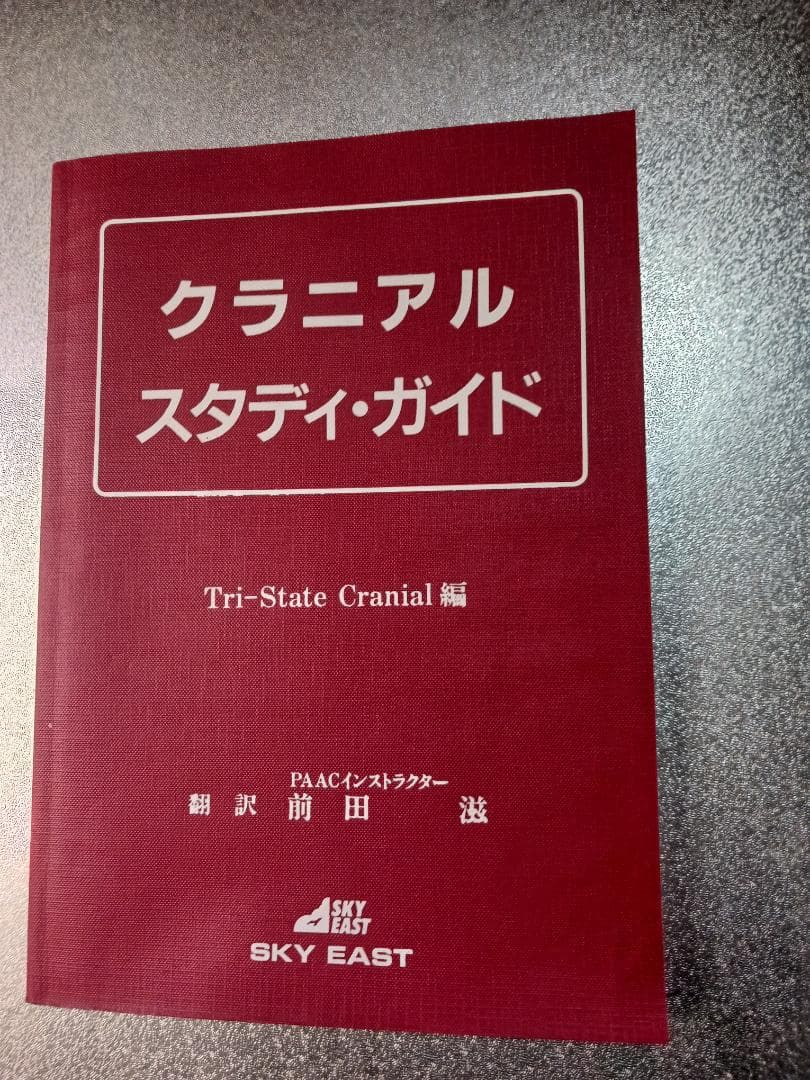 クラニアル
スタディ・ガイド
Tri-State Cranial 編
PAACインストラクター
翻訳 前田 滋
SKY
EAST
SKY EAST